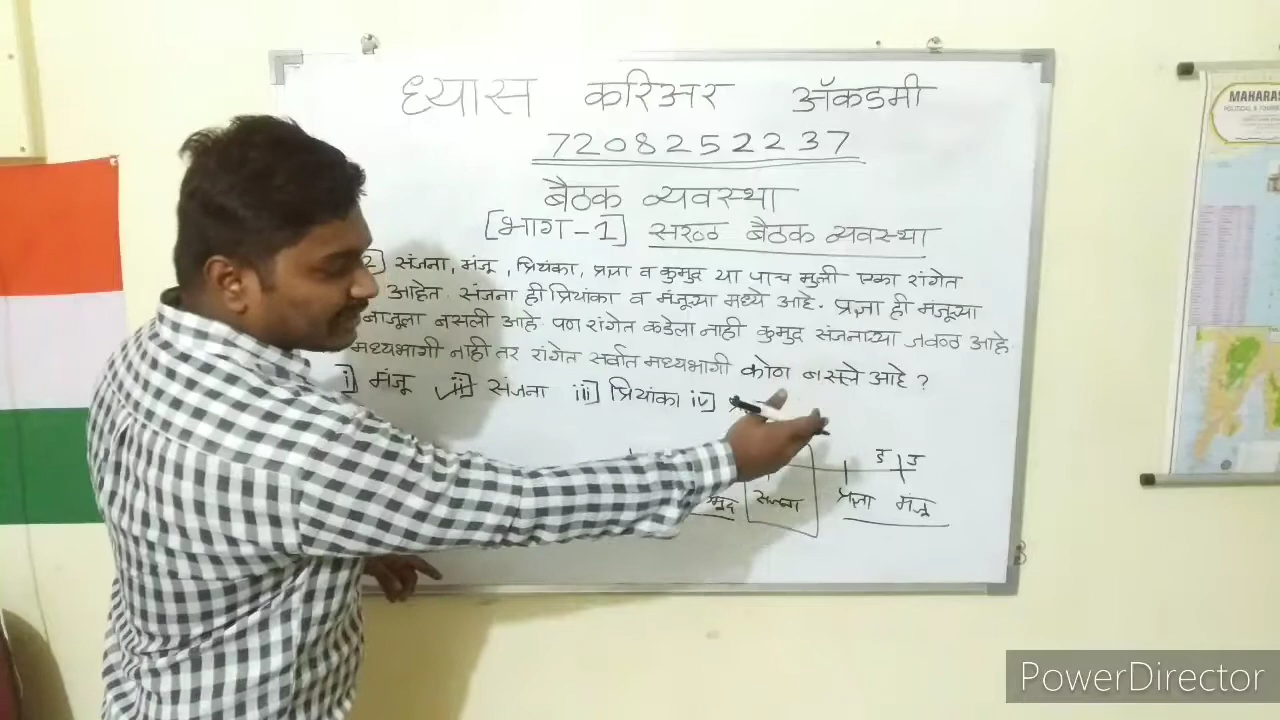 ध्यास करिअर ॲकडमी
7208252237
बैठक व्यवस्था
[भाग-1] सरळ बैठक व्यवस्था
2] संजना, मंजू, प्रियंका, प्रज्ञा व कुमुद या पाच मुली एका रांगेत
आहेत. संजना ही प्रियंका व मंजूच्या मध्ये आहे. प्रज्ञा ही मंजूच्या
बाजूला बसली आहे पण रांगेत कडेला नाही कुमुद संजनाच्या जवळ आहे
मध्यभागी नाही तर रांगेत सर्वात मध्यभागी कोण बसले आहे ?
i] मंजू ii] संजना iii] प्रियंका iv]
संजना प्रज्ञा मंजू
MAHARAS
PowerDirector